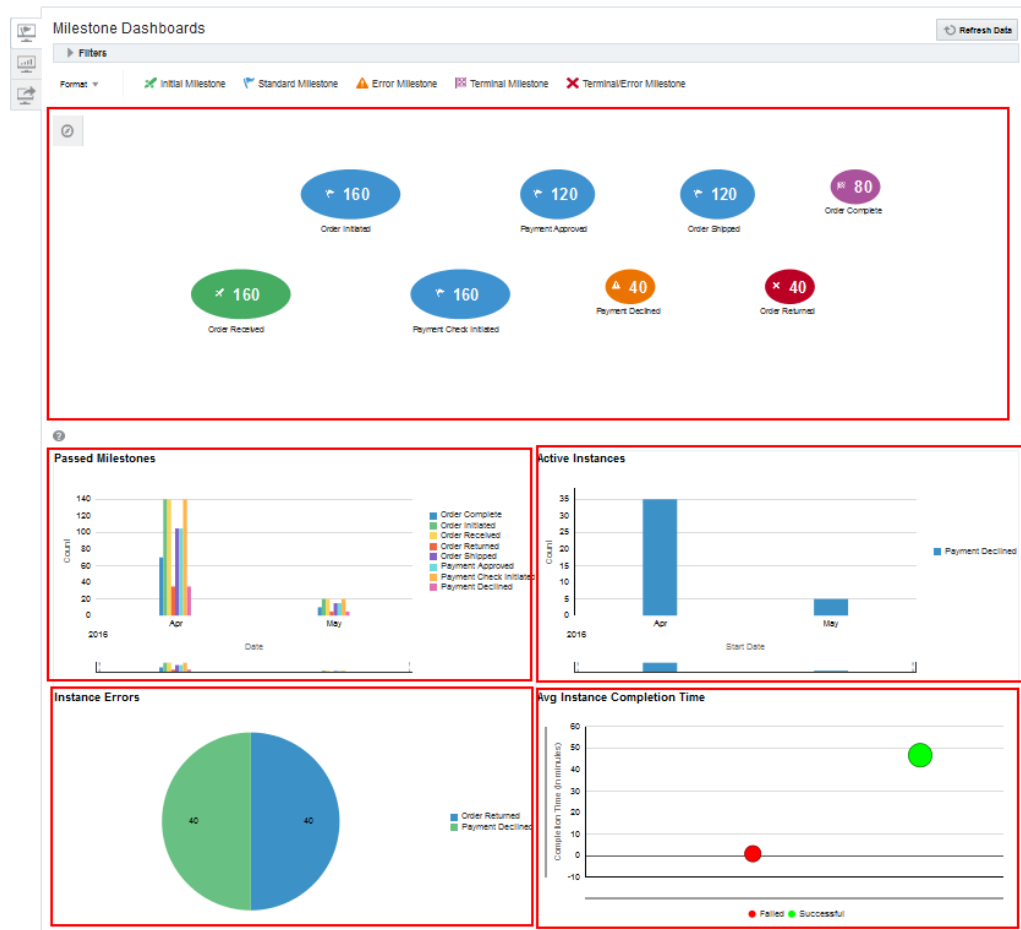 Milestone Dashboards
Refresh Data
Filters
Format
Initial Milestone
Standard Milestone
Error Milestone
Terminal Milestone
Terminal/Error Milestone
160
Order Initiated
120
Payment Approved
120
Order Shipped
80
Order Complete
160
Order Received
160
Payment Check Initiated
40
Payment Declined
40
Order Returned
Passed Milestones
140
120
100
80
60
40
20
0
Count
Apr
May
2016
Date
Order Complete
Order Initiated
Order Received
Order Returned
Order Shipped
Payment Approved
Payment Check Initiated
Payment Declined
Active Instances
35
30
25
20
15
10
5
0
Count
Apr
May
2016
Start Date
Payment Declined
Instance Errors
40
40
Order Returned
Payment Declined
Avg Instance Completion Time
60
50
40
30
20
10
0
-10
Completion Time (in minutes)
Failed
Successful